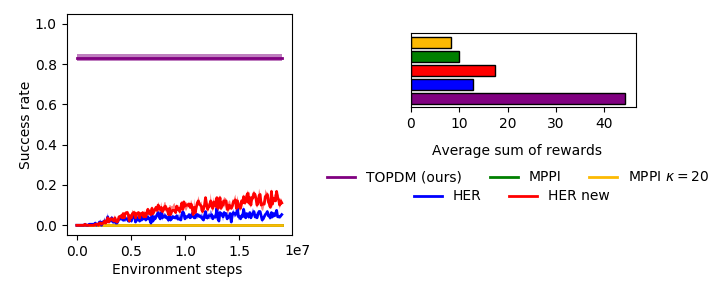 1.0
0.8
0.6
0.4
0.2
0.0
Success rate
0.0 0.5 1.0 1.5 1e7
Environment steps
0 10 20 30 40
Average sum of rewards
TOPDM (ours) MPPI MPPI κ = 20
HER HER new